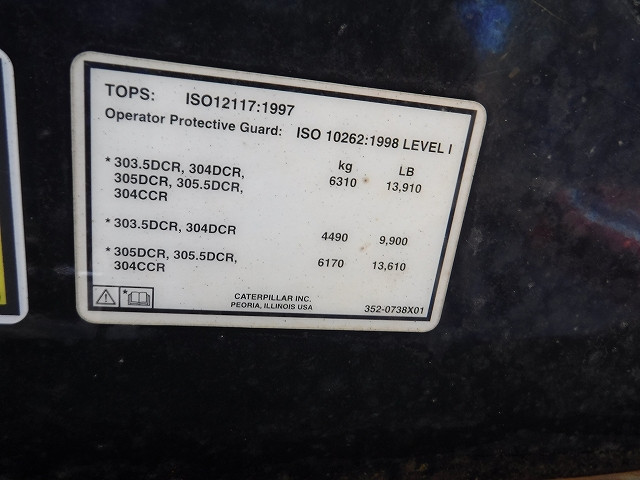 TOPS: ISO12117:1997
Operator Protective Guard: ISO 10262:1998 LEVEL I
kg LB
* 303.5DCR, 304DCR,
305DCR, 305.5DCR, 6310 13,910
304CCR
* 303.5DCR, 304DCR 4490 9,900
* 305DCR, 305.5DCR, 6170 13,610
304CCR
*
CATERPILLAR INC.
PEORIA, ILLINOIS USA 352-0738X01